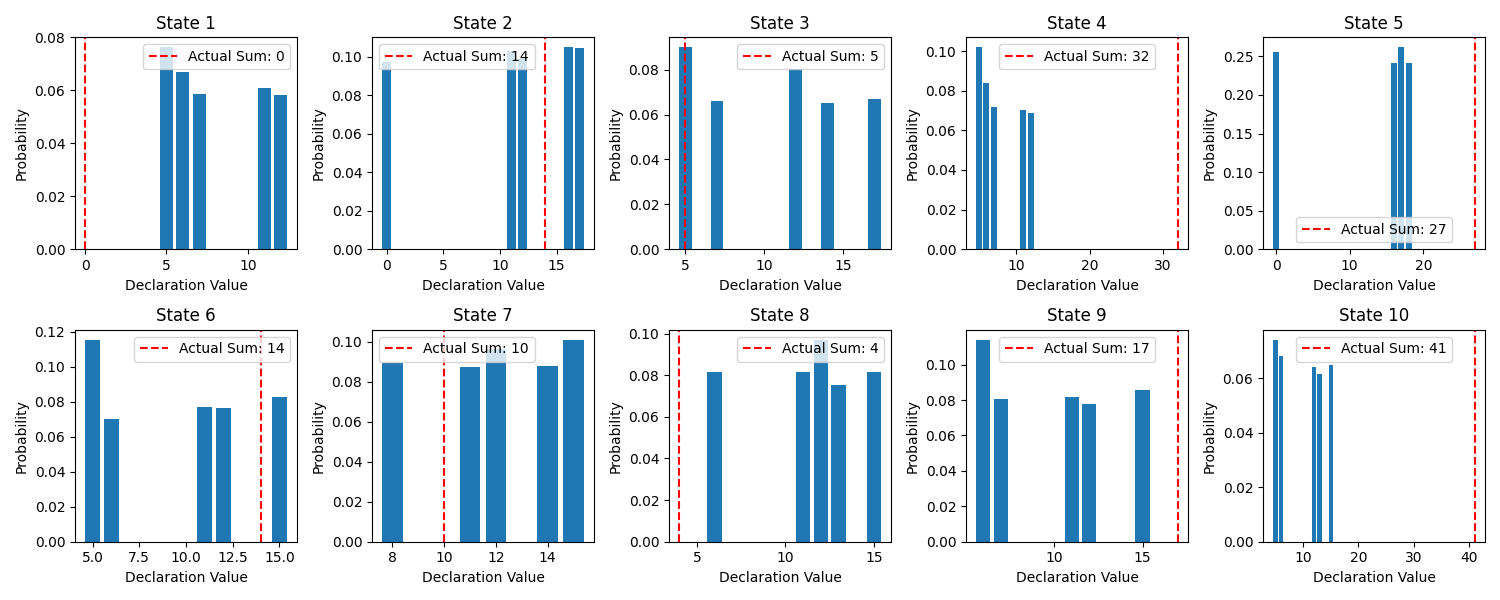 State 1
Probability
0.08
0.06
0.04
0.02
0.00
Actual Sum: 0
0
5
10
Declaration Value
State 2
Probability
0.10
0.08
0.06
0.04
0.02
0.00
Actual Sum: 14
0
5
10
15
Declaration Value
State 3
Probability
0.08
0.06
0.04
0.02
0.00
Actual Sum: 5
5
10
15
Declaration Value
State 4
Probability
0.10
0.08
0.06
0.04
0.02
0.00
Actual Sum: 32
10
20
30
Declaration Value
State 5
Probability
0.25
0.20
0.15
0.10
0.05
0.00
Actual Sum: 27
0
10
20
Declaration Value
State 6
Probability
0.12
0.10
0.08
0.06
0.04
0.02
0.00
Actual Sum: 14
5.0
7.5
10.0
12.5
15.0
Declaration Value
State 7
Probability
0.10
0.08
0.06
0.04
0.02
0.00
Actual Sum: 10
8
10
12
14
Declaration Value
State 8
Probability
0.10
0.08
0.06
0.04
0.02
0.00
Actual Sum: 4
5
10
15
Declaration Value
State 9
Probability
0.10
0.08
0.06
0.04
0.02
0.00
Actual Sum: 17
10
15
Declaration Value
State 10
Probability
0.06
0.04
0.02
0.00
Actual Sum: 41
10
20
30
40
Declaration Value